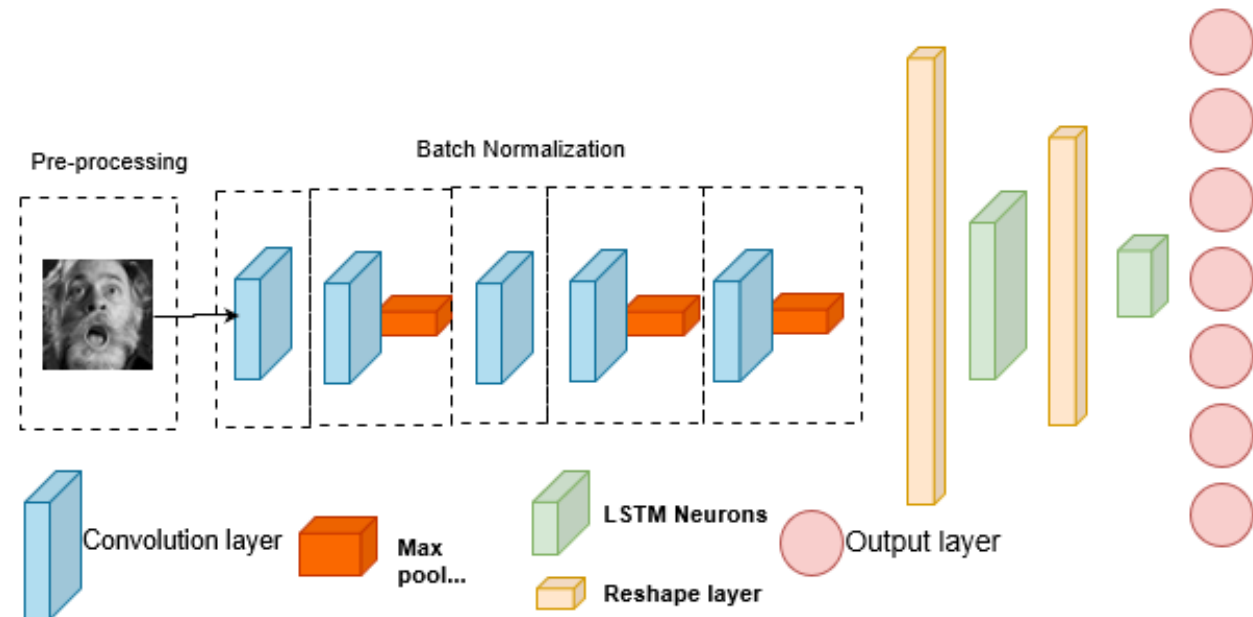 Batch Normalization
Pre-processing
Convolution layer
Max
pool...
LSTM Neurons
Reshape layer
Output layer